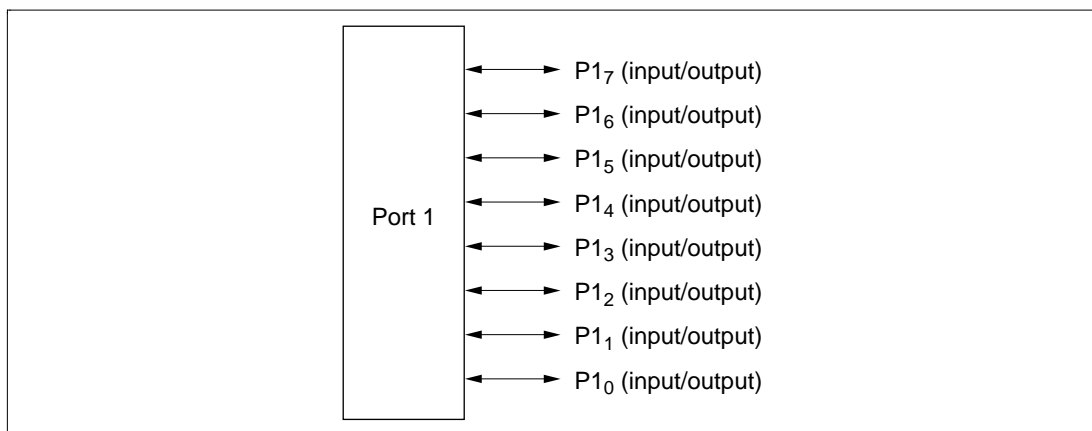 P1₇ (input/output)
P1₆ (input/output)
P1₅ (input/output)
P1₄ (input/output)
Port 1
P1₃ (input/output)
P1₂ (input/output)
P1₁ (input/output)
P1₀ (input/output)